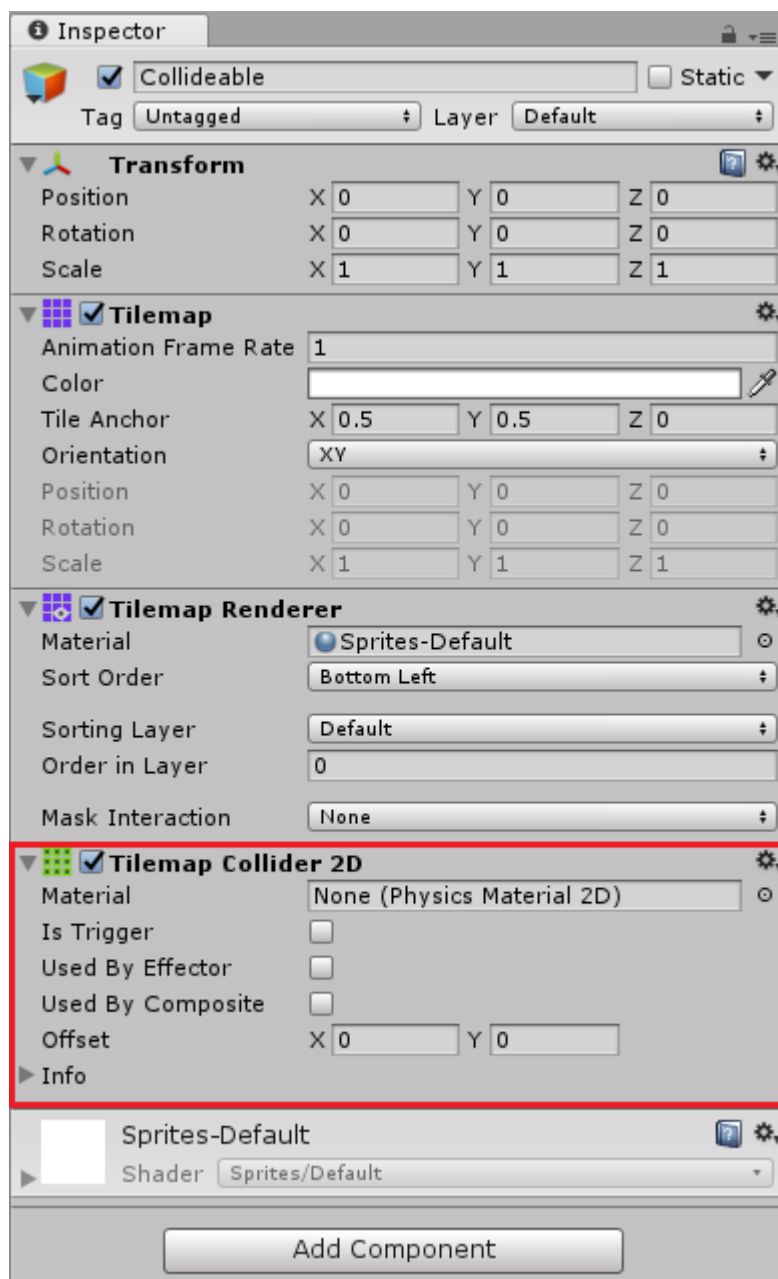 Inspector
Collideable Static
Tag Untagged Layer Default
Transform
Position X 0 Y 0 Z 0
Rotation X 0 Y 0 Z 0
Scale X 1 Y 1 Z 1
Tilemap
Animation Frame Rate 1
Color
Tile Anchor X 0.5 Y 0.5 Z 0
Orientation XY
Position X 0 Y 0 Z 0
Rotation X 0 Y 0 Z 0
Scale X 1 Y 1 Z 1
Tilemap Renderer
Material Sprites-Default
Sort Order Bottom Left
Sorting Layer Default
Order in Layer 0
Mask Interaction None
Tilemap Collider 2D
Material None (Physics Material 2D)
Is Trigger
Used By Effector
Used By Composite
Offset X 0 Y 0
Info
Sprites-Default
Shader Sprites/Default
Add Component